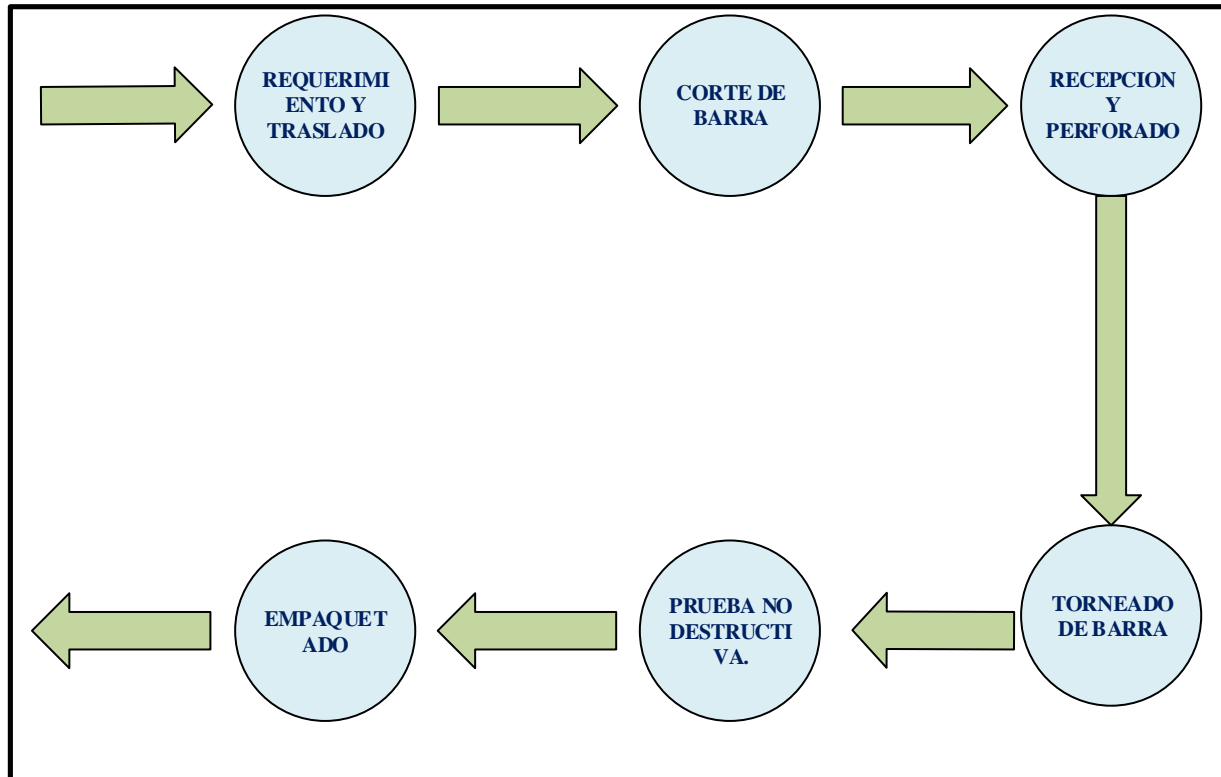 REQUERIMI
ENTO Y
TRASLADO
CORTE DE
BARRA
RECEPCION
Y
PERFORADO
TORNEADO
DE BARRA
PRUEBA NO
DESTRUCTI
VA.
EMPAQUET
ADO